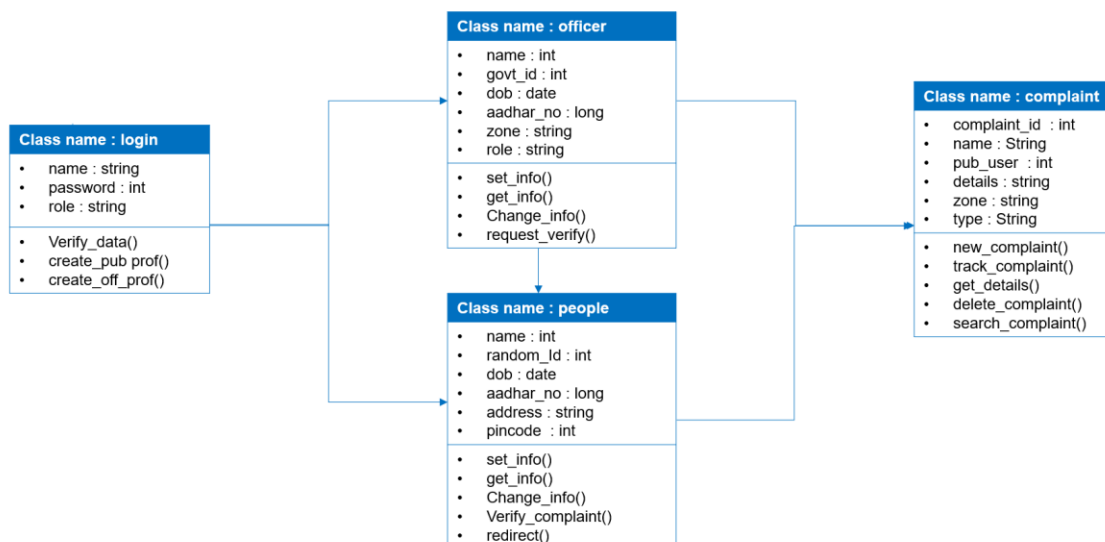 Class name : login
• name : string
• password : int
• role : string
• Verify_data()
• create_pub prof()
• create_off_prof()
Class name : officer
• name : int
• govt_id : int
• dob : date
• aadhar_no : long
• zone : string
• role : string
• set_info()
• get_info()
• Change_info()
• request_verify()
Class name : people
• name : int
• random_Id : int
• dob : date
• aadhar_no : long
• address : string
• pincode : int
• set_info()
• get_info()
• Change_info()
• Verify_complaint()
• redirect()
Class name : complaint
• complaint_id : int
• name : String
• pub_user : int
• details : string
• zone : string
• type : String
• new_complaint()
• track_complaint()
• get_details()
• delete_complaint()
• search_complaint()